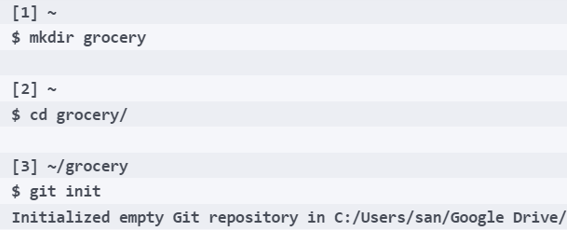 [1] ~
$ mkdir grocery
[2] ~
$ cd grocery/
[3] ~/grocery
$ git init
Initialized empty Git repository in C:/Users/san/Google Drive/